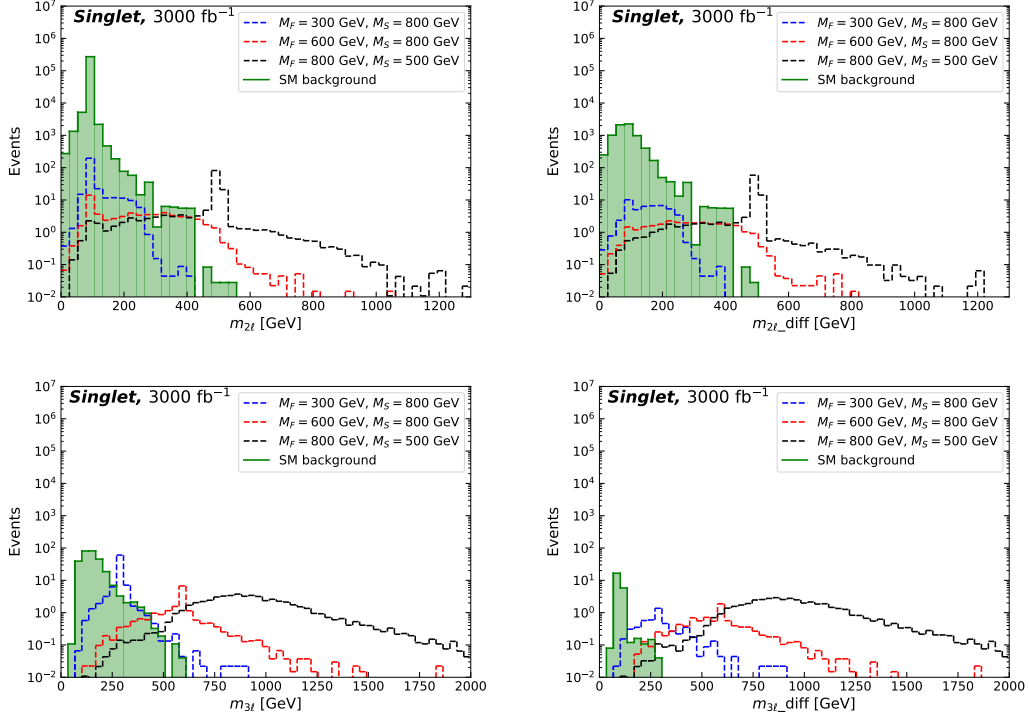 Singlet, 3000 fb⁻¹
M_F = 300 GeV, M_S = 800 GeV
M_F = 600 GeV, M_S = 800 GeV
M_F = 800 GeV, M_S = 500 GeV
SM background
Events
10⁷
10⁶
10⁵
10⁴
10³
10²
10¹
10⁰
10⁻¹
10⁻²
0 200 400 600 800 1000 1200
m_2ℓ [GeV]
Singlet, 3000 fb⁻¹
M_F = 300 GeV, M_S = 800 GeV
M_F = 600 GeV, M_S = 800 GeV
M_F = 800 GeV, M_S = 500 GeV
SM background
Events
10⁷
10⁶
10⁵
10⁴
10³
10²
10¹
10⁰
10⁻¹
10⁻²
0 200 400 600 800 1000 1200
m_2ℓ_diff [GeV]
Singlet, 3000 fb⁻¹
M_F = 300 GeV, M_S = 800 GeV
M_F = 600 GeV, M_S = 800 GeV
M_F = 800 GeV, M_S = 500 GeV
SM background
Events
10⁷
10⁶
10⁵
10⁴
10³
10²
10¹
10⁰
10⁻¹
10⁻²
0 250 500 750 1000 1250 1500 1750 2000
m_3ℓ [GeV]
Singlet, 3000 fb⁻¹
M_F = 300 GeV, M_S = 800 GeV
M_F = 600 GeV, M_S = 800 GeV
M_F = 800 GeV, M_S = 500 GeV
SM background
Events
10⁷
10⁶
10⁵
10⁴
10³
10²
10¹
10⁰
10⁻¹
10⁻²
0 250 500 750 1000 1250 1500 1750 2000
m_3ℓ_diff [GeV]